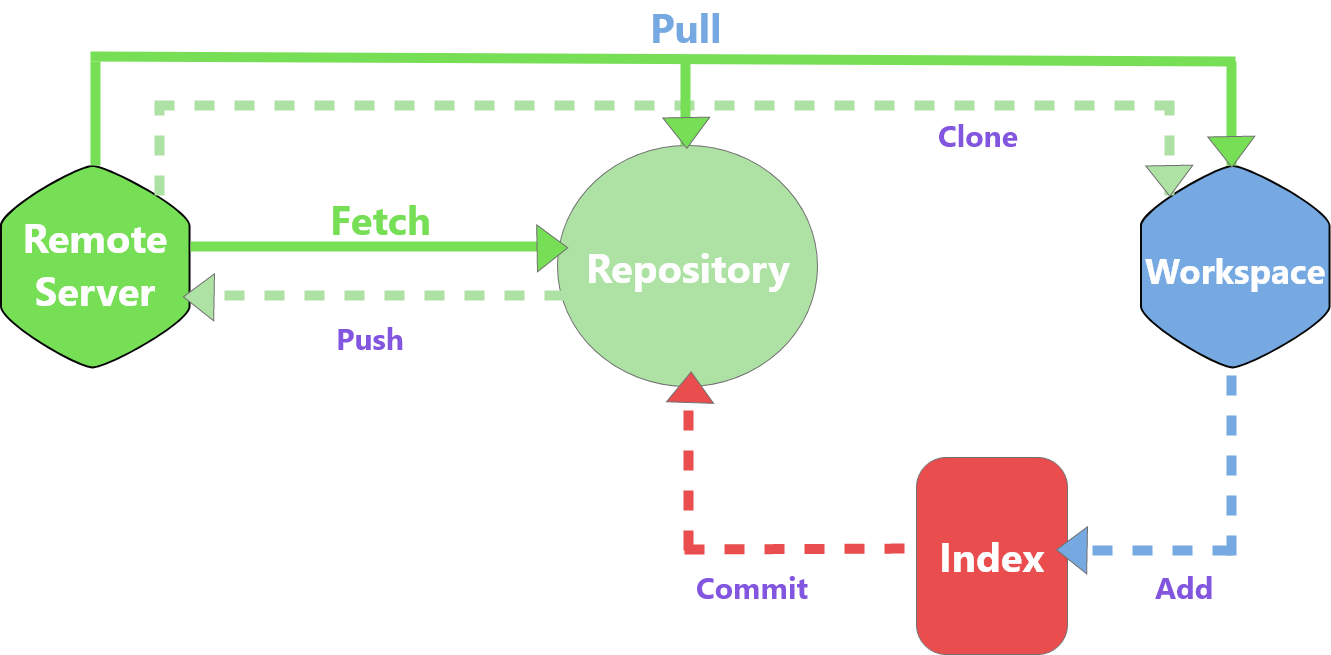 Pull
Clone
Remote
Server
Fetch
Repository
Workspace
Push
Index
Commit
Add